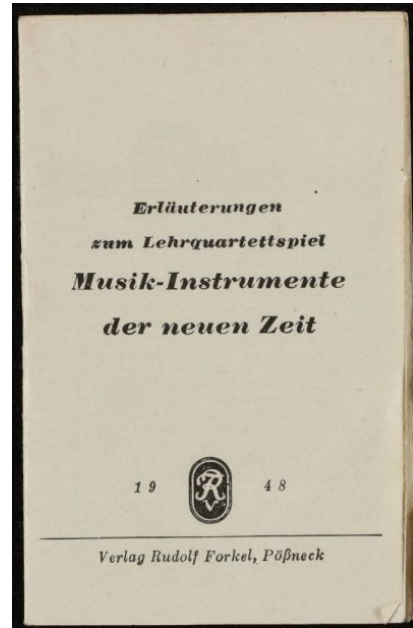 Erläuterungen
zum Lehrquartettspiel
Musik-Instrumente
der neuen Zeit
19 48
Verlag Rudolf Forkel, Pößneck